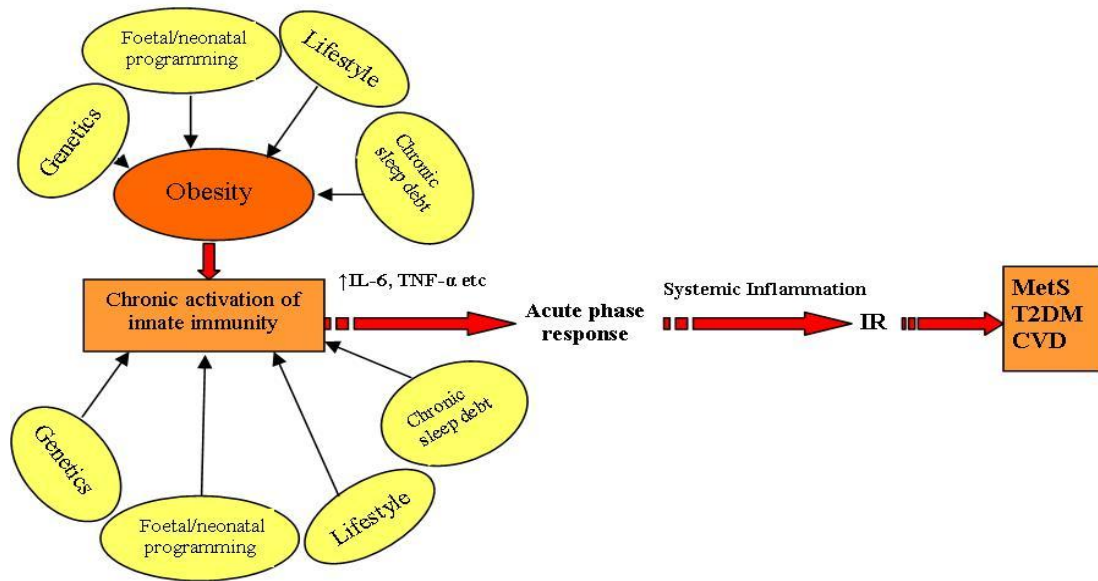 Foetal/neonatal
programming
Lifestyle
Genetics
Chronic
sleep debt
Obesity
Chronic activation of
innate immunity
↑IL-6, TNF-α etc
Acute phase
response
Systemic Inflammation
IR
MetS
T2DM
CVD
Chronic
sleep debt
Genetics
Lifestyle
Foetal/neonatal
programming